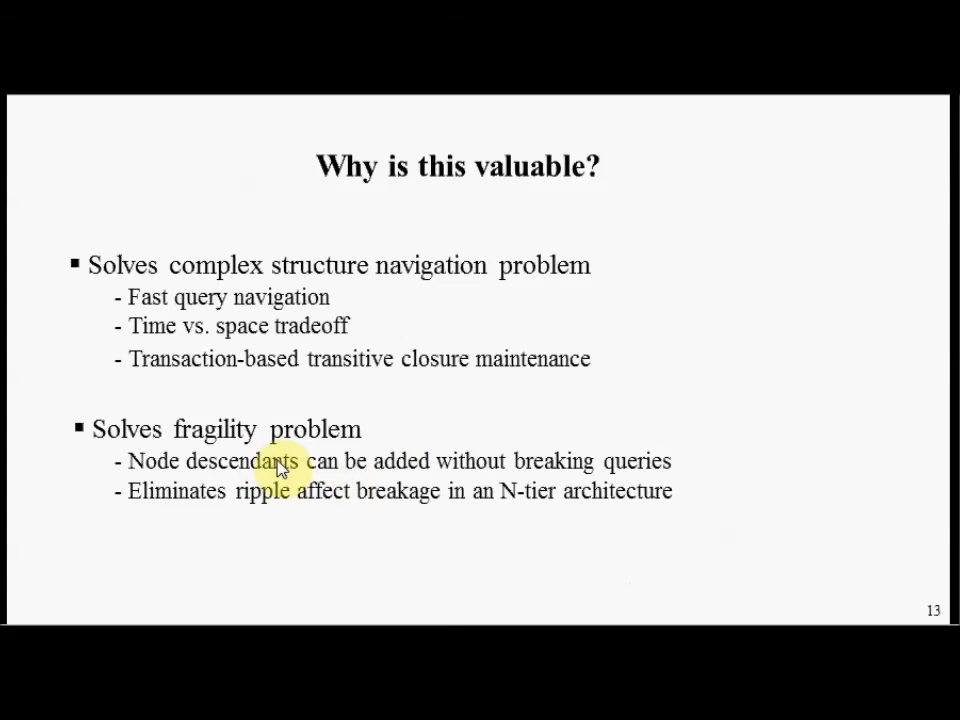 Why is this valuable?
▪ Solves complex structure navigation problem
- Fast query navigation
- Time vs. space tradeoff
- Transaction-based transitive closure maintenance
▪ Solves fragility problem
- Node descendants can be added without breaking queries
- Eliminates ripple affect breakage in an N-tier architecture
13